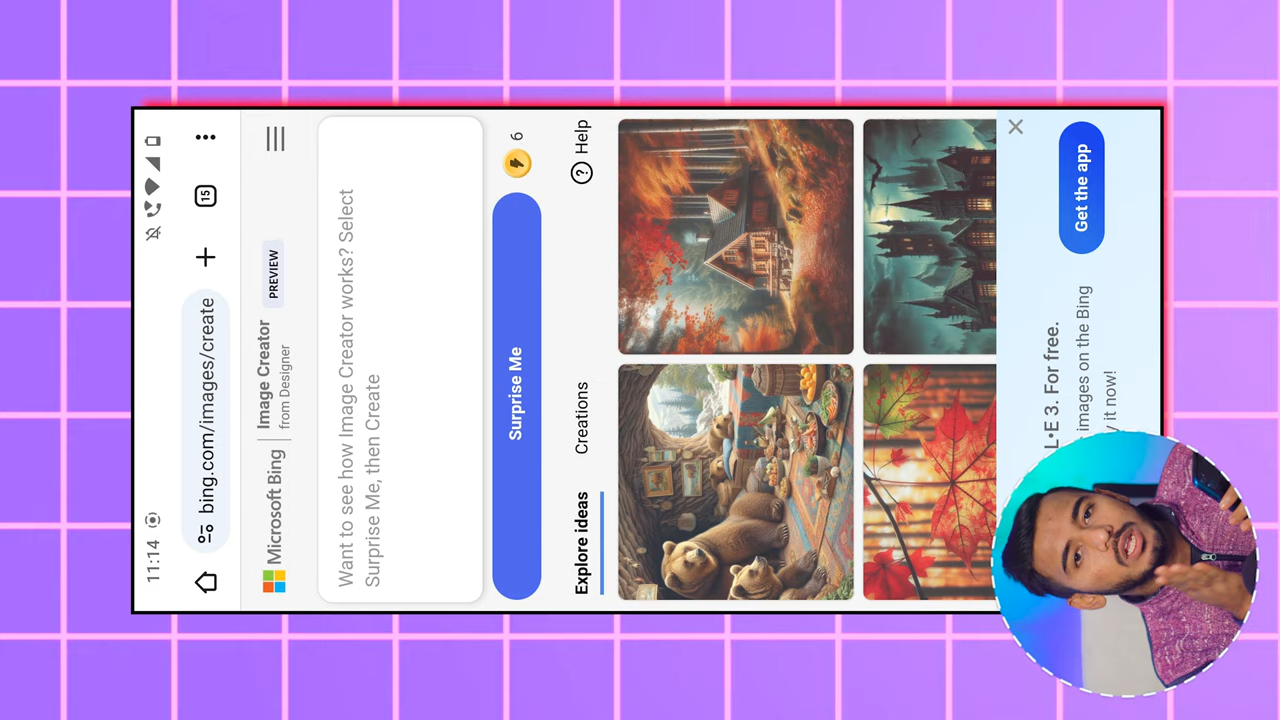 11:14
bing.com/images/create
15
Microsoft Bing
Image Creator
from Designer
PREVIEW
Want to see how Image Creator works? Select
Surprise Me, then Create
Surprise Me
6
Explore ideas
Creations
Help
L•E 3. For free.
images on the Bing
it now!
Get the app